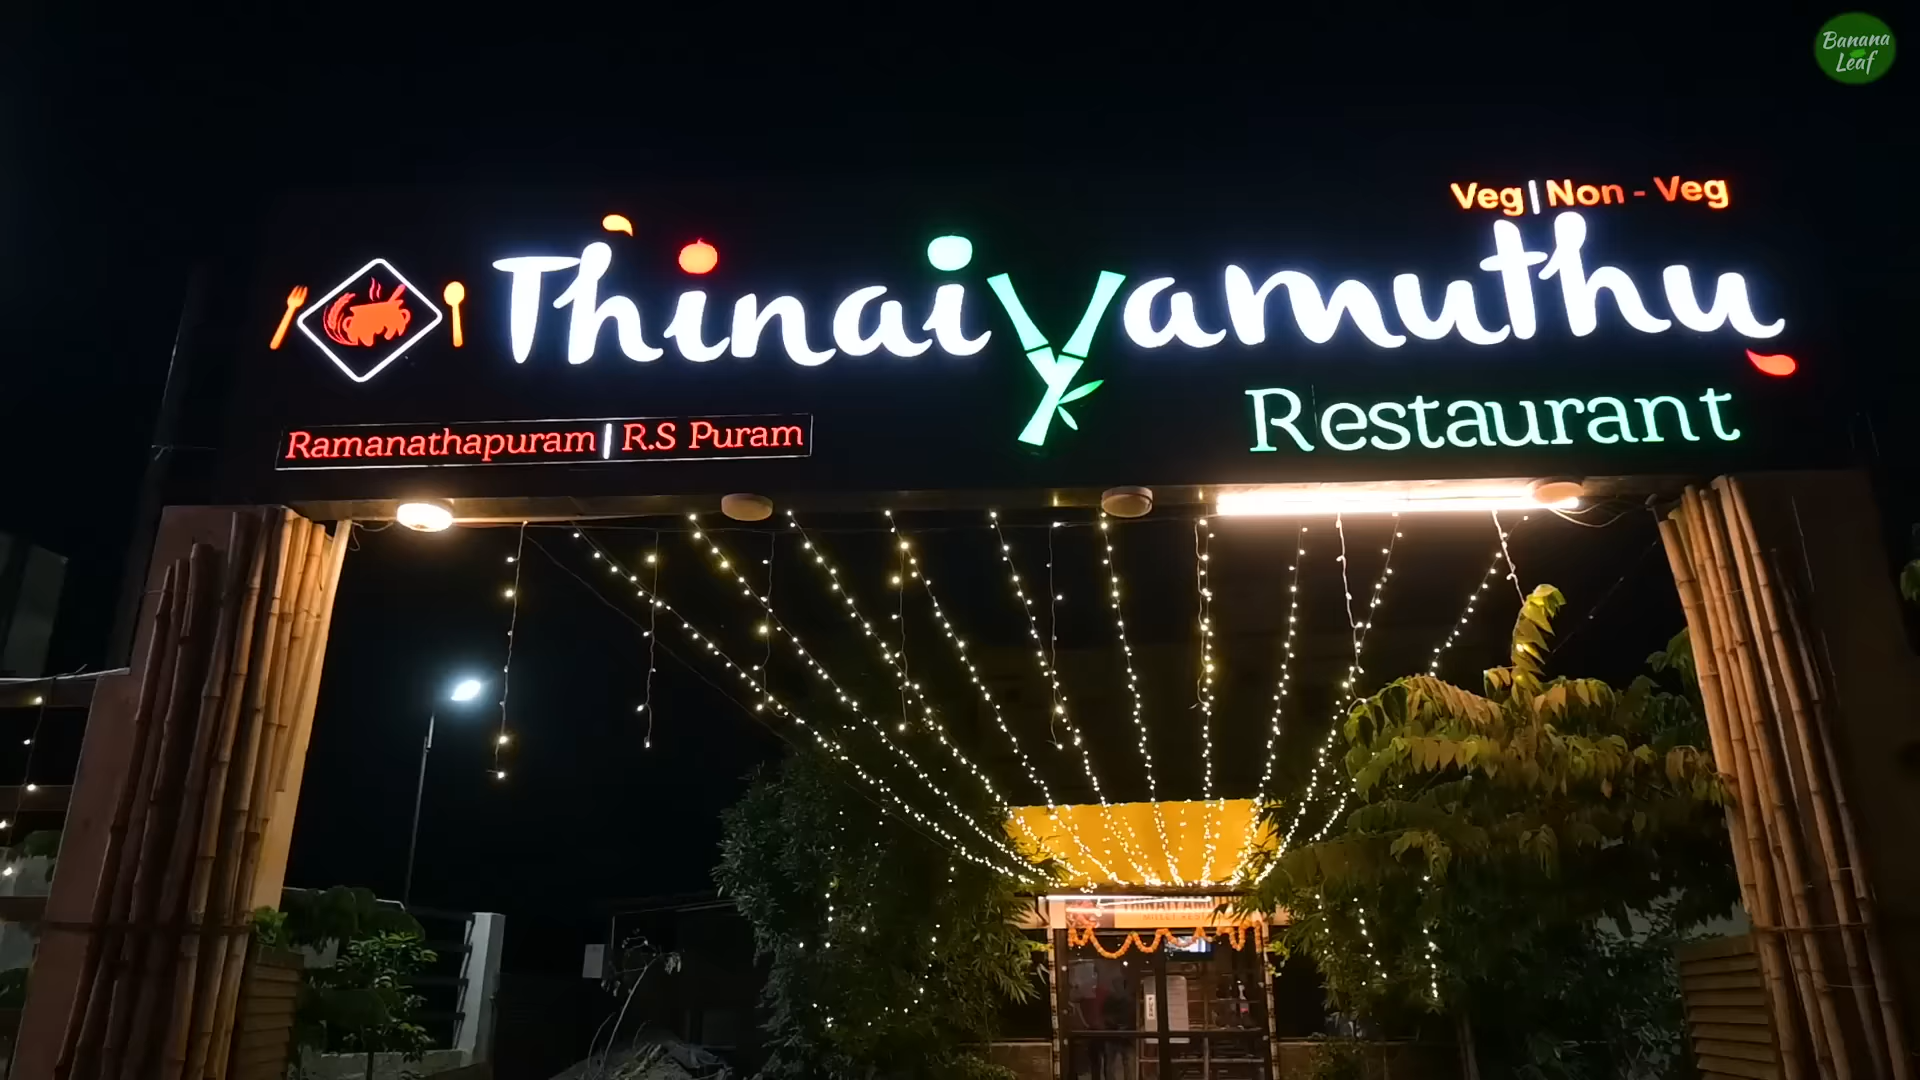 Banana
Leaf
Veg|Non - Veg
Thinaiyamuthu
Restaurant
Ramanathapuram|R.S Puram